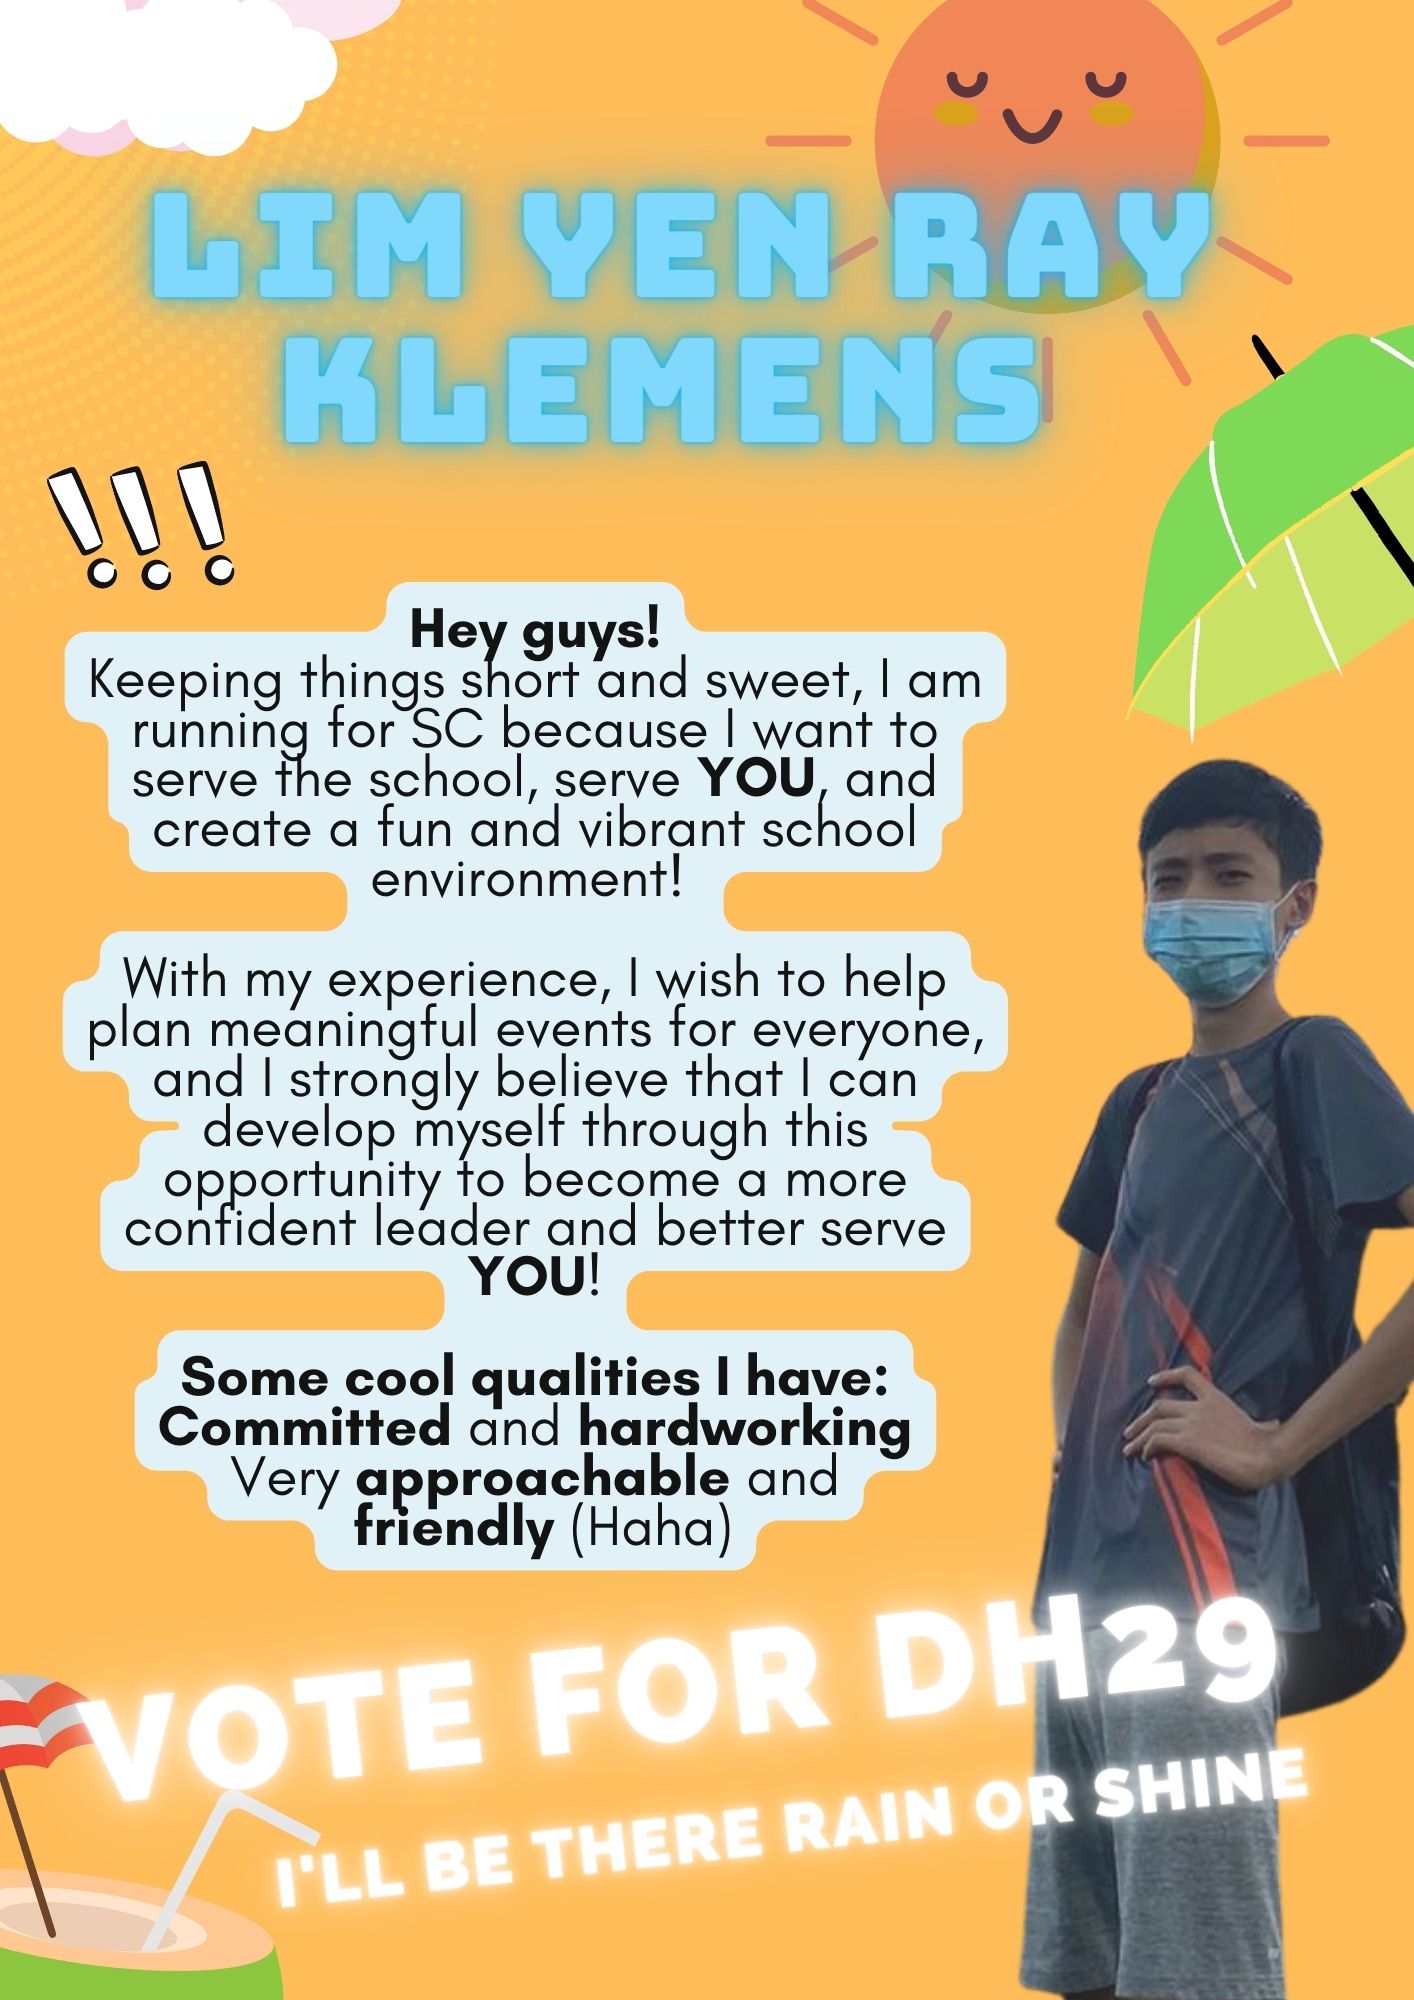 LIM YEN RAY
KLEMENS
!!!
Hey guys!
Keeping things short and sweet, I am
running for SC because I want to
serve the school, serve YOU, and
create a fun and vibrant school
environment!
With my experience, I wish to help
plan meaningful events for everyone,
and I strongly believe that I can
develop myself through this
opportunity to become a more
confident leader and better serve
YOU!
Some cool qualities I have:
Committed and hardworking
Very approachable and
friendly (Haha)
VOTE FOR DH29
I'LL BE THERE RAIN OR SHINE